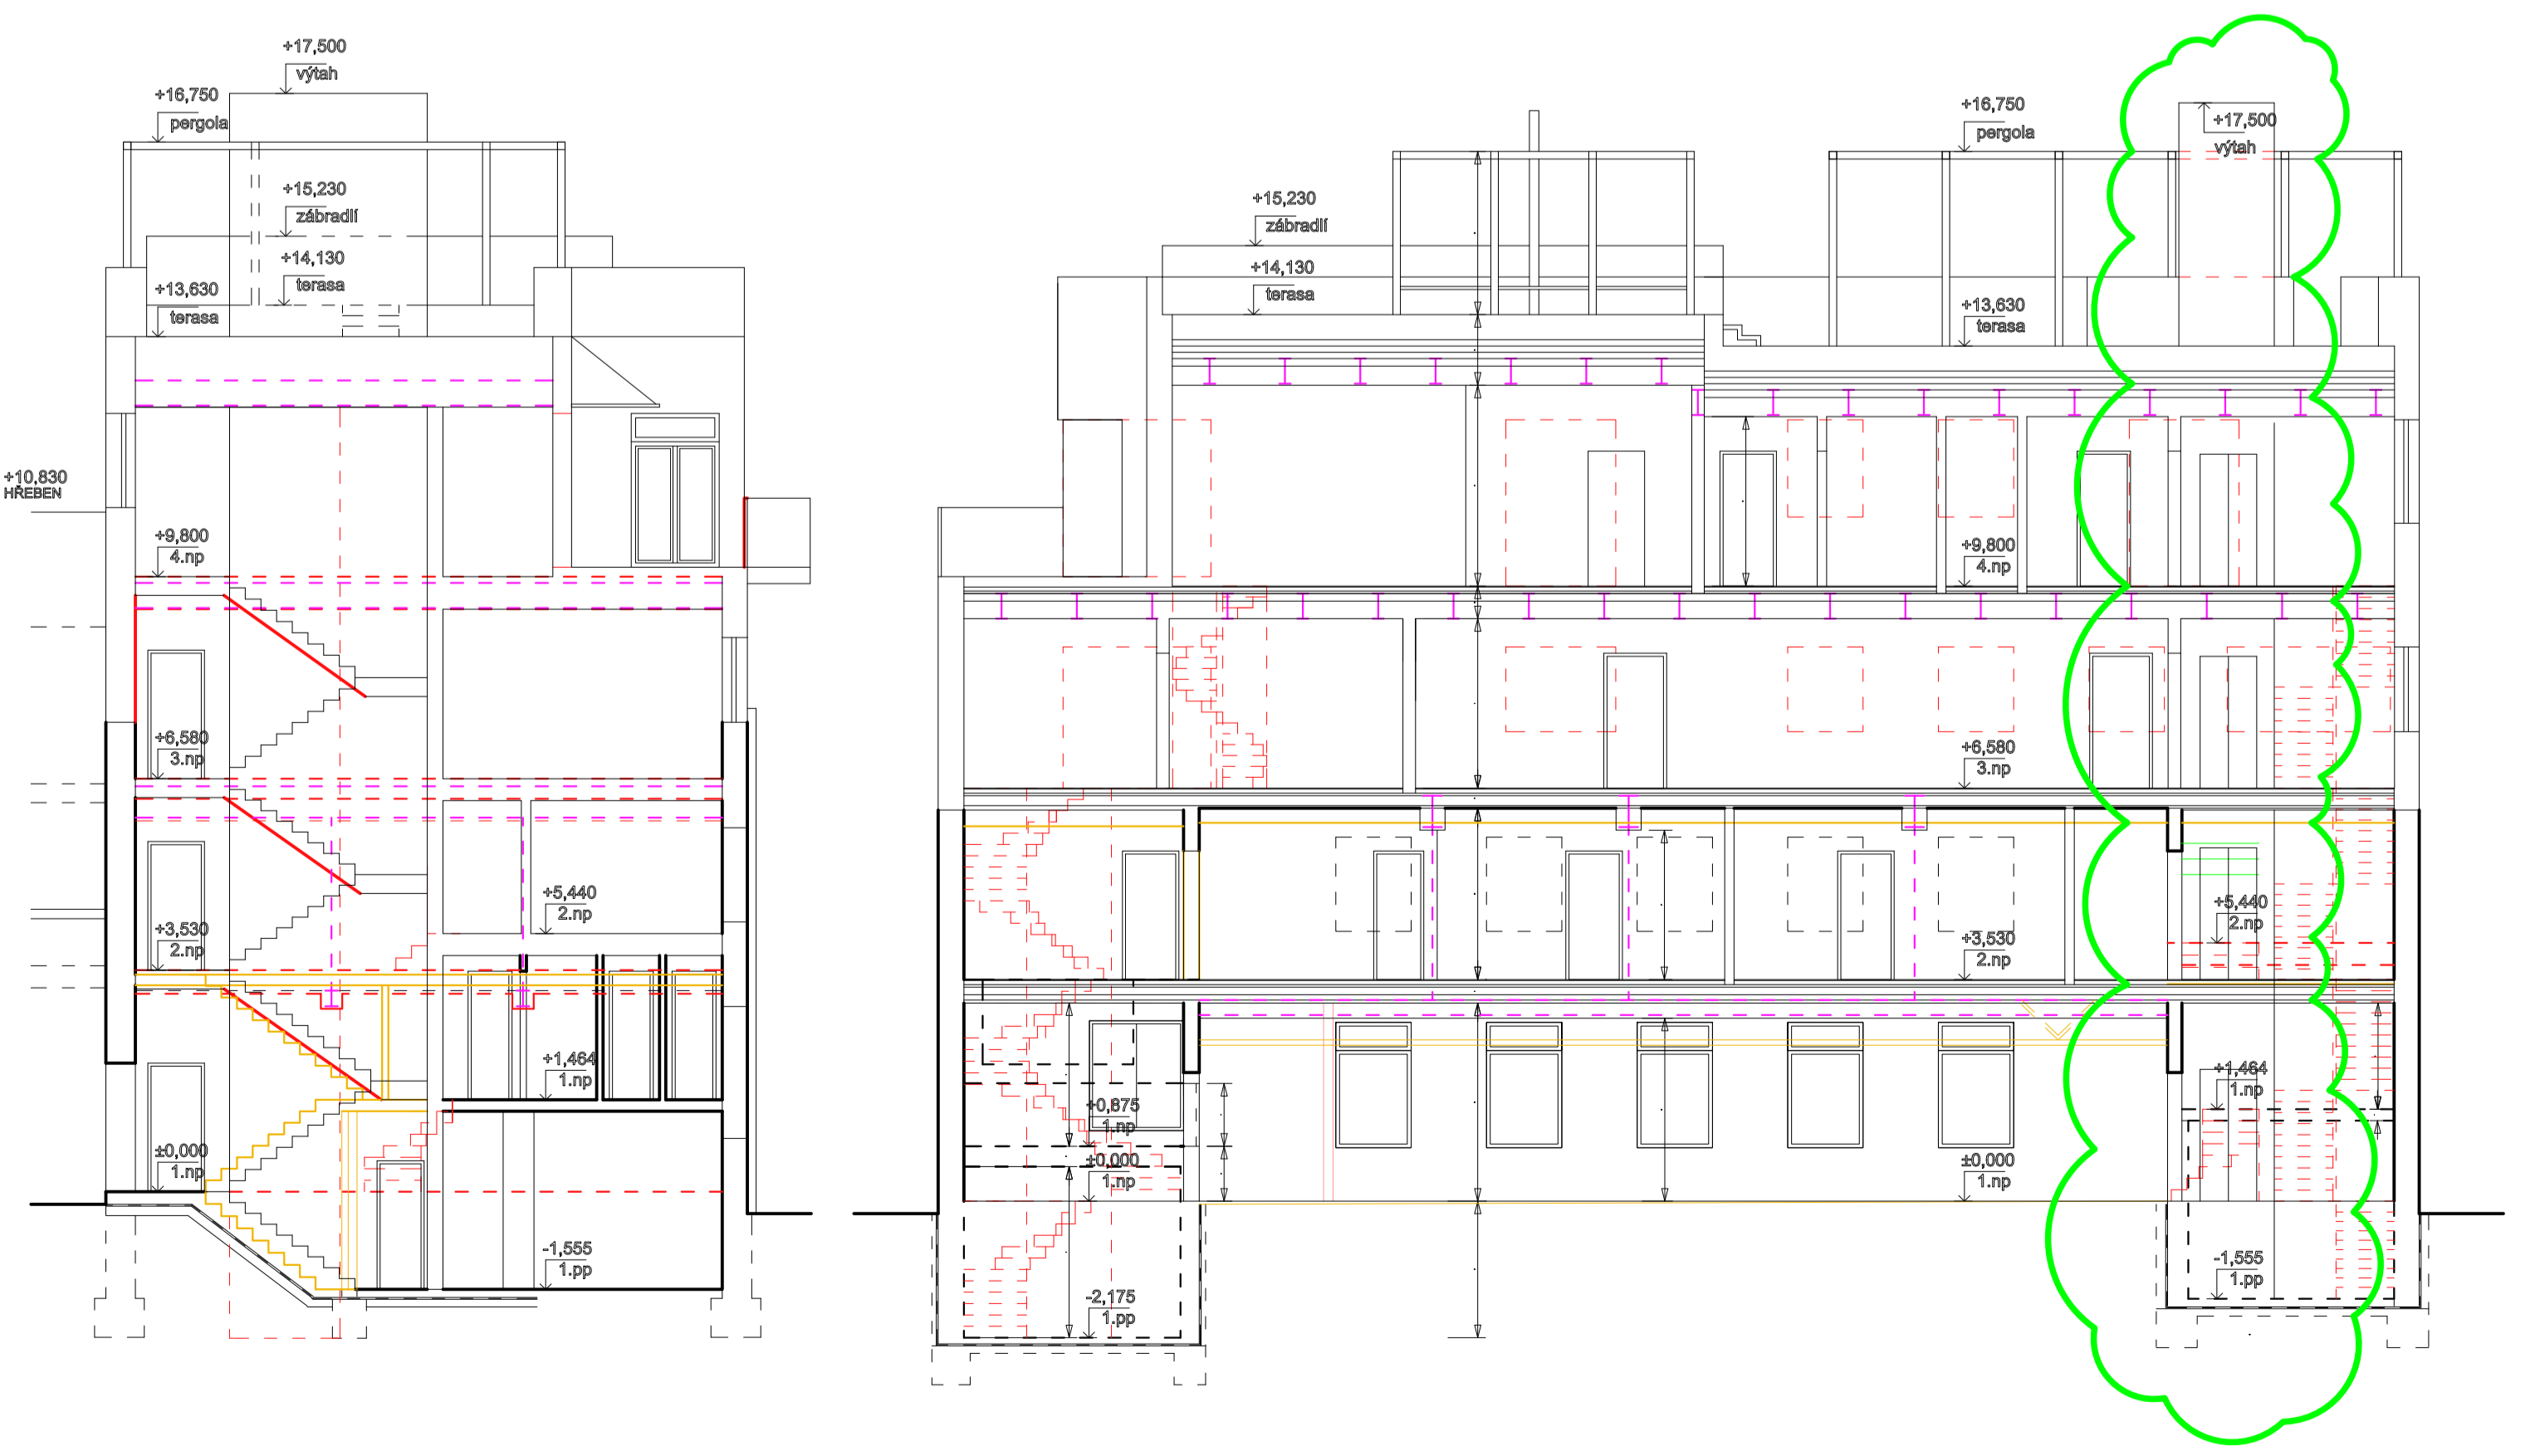 +17,500
výtah
+16,750
pergola
+15,230
zábradlí
+14,130
terasa
+13,630
terasa
+10,830
HŘEBEN
+9,800
4.np
+6,580
3.np
+5,440
2.np
+3,530
2.np
+1,464
1.np
±0,000
1.np
-1,555
1.pp
+16,750
pergola
+17,500
výtah
+15,230
zábradlí
+14,130
terasa
+13,630
terasa
+9,800
4.np
+6,580
3.np
+5,440
2.np
+3,530
2.np
+1,464
1.np
+0,875
1.np
±0,000
1.np
±0,000
1.np
-1,555
1.pp
-2,175
1.pp